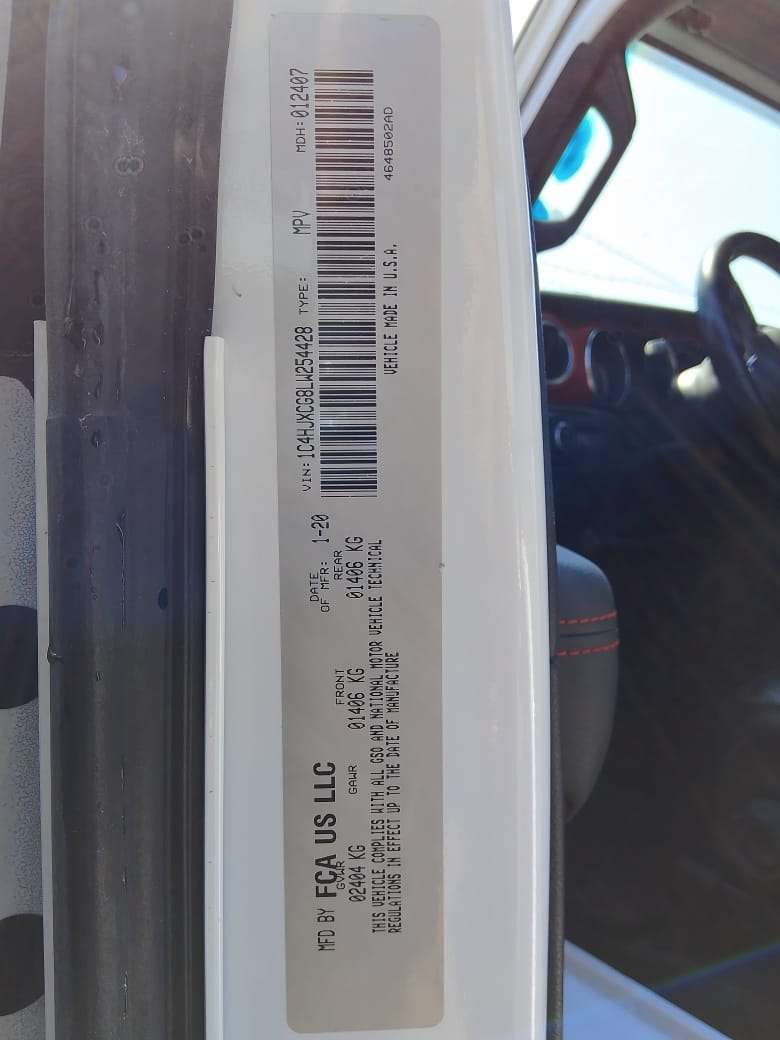 MFD BY FCA US LLC
DATE OF MFR: 1-20
VIN: 1C4HJXCG8LW254428 TYPE: MPV MDH: 012407
GVWR
02404 KG
GAWR
FRONT
01406 KG
REAR
01406 KG
THIS VEHICLE COMPLIES WITH ALL GSO AND NATIONAL MOTOR VEHICLE TECHNICAL
REGULATIONS IN EFFECT UP TO THE DATE OF MANUFACTURE
VEHICLE MADE IN U.S.A.
4648502AD